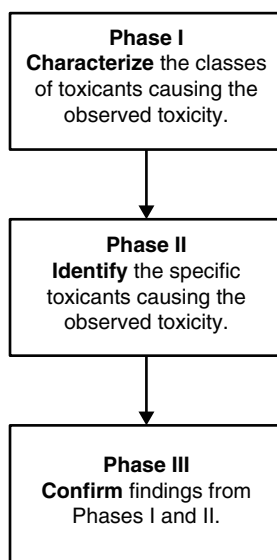 Phase I
Characterize the classes
of toxicants causing the
observed toxicity.
Phase II
Identify the specific
toxicants causing the
observed toxicity.
Phase III
Confirm findings from
Phases I and II.